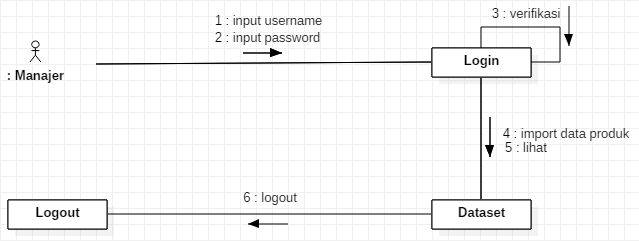 1 : input username
2 : input password
3 : verifikasi
: Manajer
Login
4 : import data produk
5 : lihat
6 : logout
Logout
Dataset